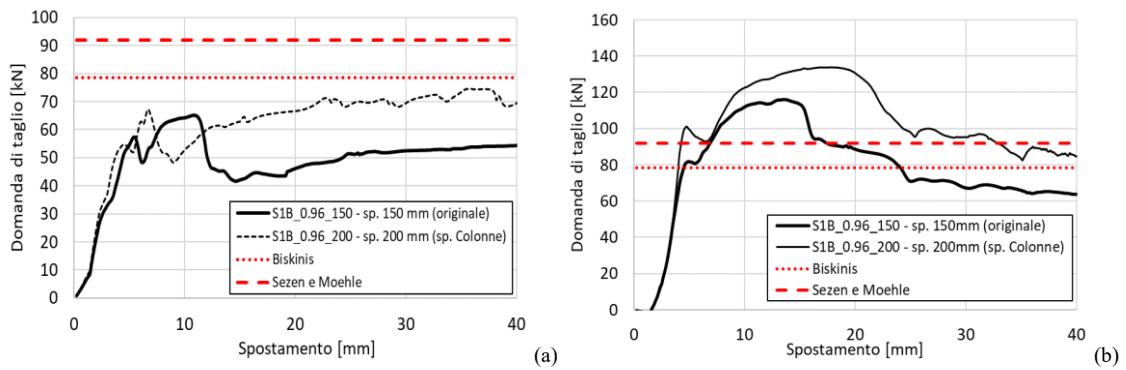 Domanda di taglio [kN]
100
90
80
70
60
50
40
30
20
10
0
0 10 20 30 40
Spostamento [mm]
S1B_0.96_150 - sp. 150 mm (originale)
S1B_0.96_200 - sp. 200 mm (sp. Colonne)
Biskinis
Sezen e Moehle
(a)
Domanda di taglio [kN]
160
140
120
100
80
60
40
20
0
0 10 20 30 40
Spostamento [mm]
S1B_0.96_150 - sp. 150mm (originale)
S1B_0.96_200 - sp. 200mm (sp. Colonne)
Biskinis
Sezen e Moehle
(b)